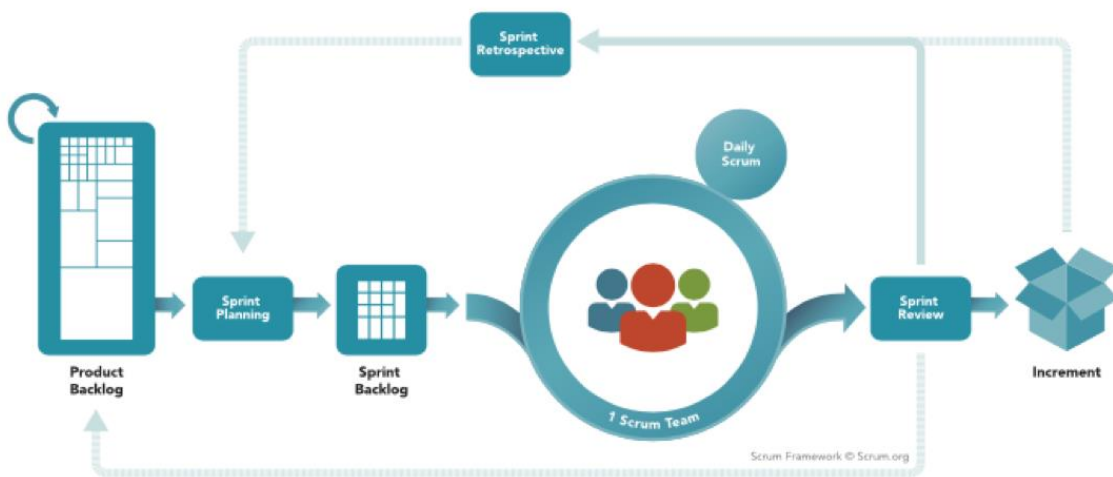 Sprint
Retrospective
Daily
Scrum
Sprint
Planning
Sprint
Review
Product
Backlog
Sprint
Backlog
Increment
1 Scrum Team
Scrum Framework © Scrum.org